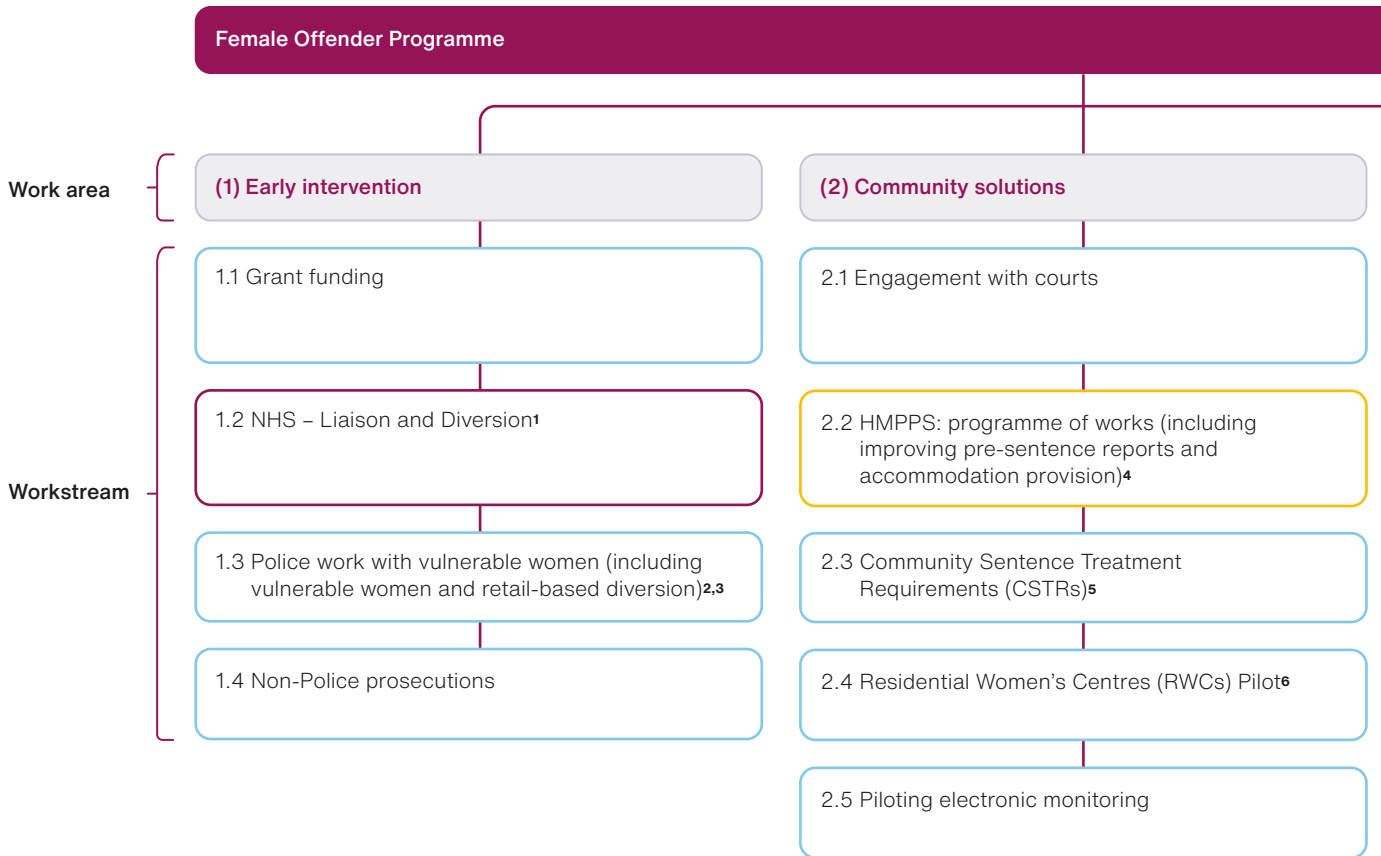 Female Offender Programme
Work area
(1) Early intervention
(2) Community solutions
Workstream
1.1 Grant funding
1.2 NHS – Liaison and Diversion1
1.3 Police work with vulnerable women (including
vulnerable women and retail-based diversion)2,3
1.4 Non-Police prosecutions
2.1 Engagement with courts
2.2 HMPPS: programme of works (including
improving pre-sentence reports and
accommodation provision)4
2.3 Community Sentence Treatment
Requirements (CSTRs)5
2.4 Residential Women’s Centres (RWCs) Pilot6
2.5 Piloting electronic monitoring